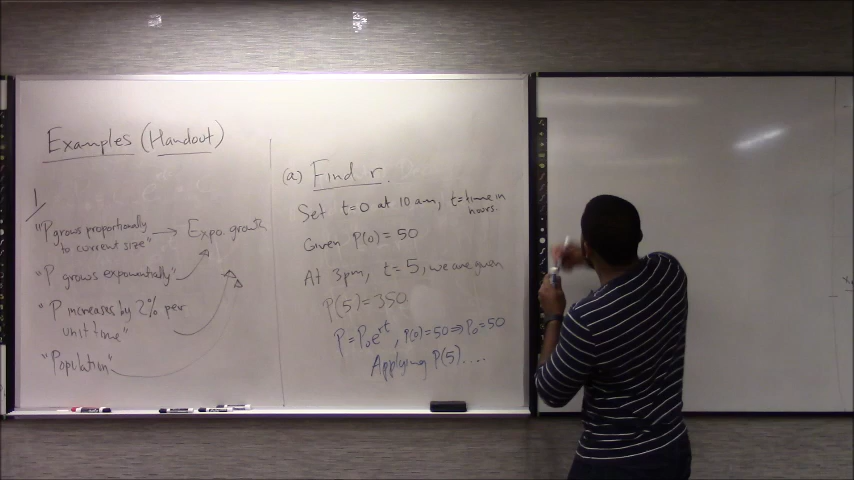 Examples (Handout)
1
"P grows proportionally
to current size" → Expo. growth
"P grows exponentially"
"P increases by 2% per
unit time"
"Population"
(a) Find r.
Set t=0 at 10 am, t=time in
hours.
Given P(0) = 50
At 3pm, t = 5, we are given
P(5) = 350
P = P₀eʳᵗ, P(0)=50 ⇒ P₀=50
Applying P(5)....